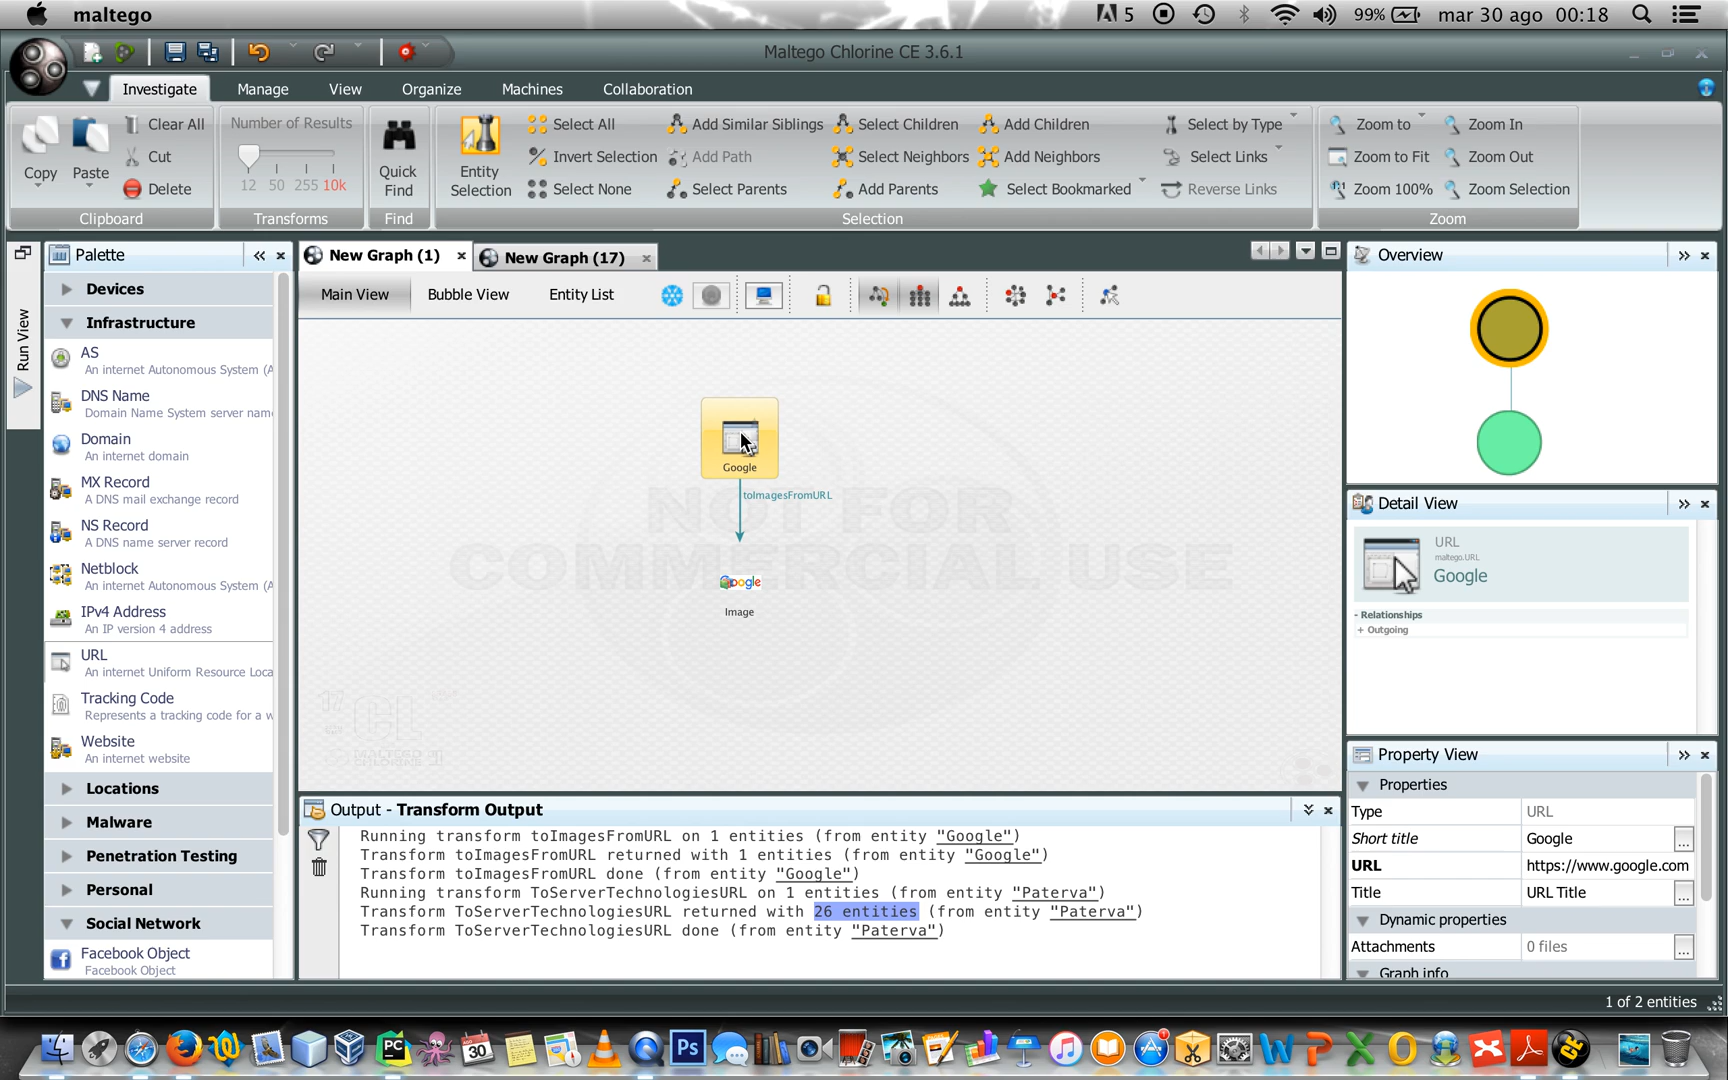 maltego
5
99%
mar 30 ago 00:18
Maltego Chlorine CE 3.6.1
Investigate Manage View Organize Machines Collaboration
Copy
Paste
Clear All
Cut
Delete
Clipboard
Number of Results
12 50 255 10k
Transforms
Quick Find
Find
Entity Selection
Select All
Invert Selection
Select None
Add Similar Siblings
Add Path
Select Parents
Select Children
Select Neighbors
Add Parents
Add Children
Add Neighbors
Select Bookmarked
Select by Type
Select Links
Reverse Links
Selection
Zoom to
Zoom to Fit
Zoom 100%
Zoom In
Zoom Out
Zoom Selection
Zoom
Run View
Palette
Devices
Infrastructure
AS
An internet Autonomous System (A
DNS Name
Domain Name System server name
Domain
An internet domain
MX Record
A DNS mail exchange record
NS Record
A DNS name server record
Netblock
An internet Autonomous System (A
IPv4 Address
An IP version 4 address
URL
An internet Uniform Resource Loca
Tracking Code
Represents a tracking code for a w
Website
An internet website
Locations
Malware
Penetration Testing
Personal
Social Network
Facebook Object
Facebook Object
New Graph (1)
New Graph (17)
Main View Bubble View Entity List
Google
toImagesFromURL
Google
Image
NOT FOR
COMMERCIAL USE
Output - Transform Output
Running transform toImagesFromURL on 1 entities (from entity "Google")
Transform toImagesFromURL returned with 1 entities (from entity "Google")
Transform toImagesFromURL done (from entity "Google")
Running transform ToServerTechnologiesURL on 1 entities (from entity "Paterva")
Transform ToServerTechnologiesURL returned with 26 entities (from entity "Paterva")
Transform ToServerTechnologiesURL done (from entity "Paterva")
Overview
Detail View
URL
maltego.URL
Google
- Relationships
+ Outgoing
Property View
Properties
Type URL
Short title Google ...
URL https://www.google.com
Title URL Title ...
Dynamic properties
Attachments 0 files ...
Graph info
1 of 2 entities
PC
30
Ps